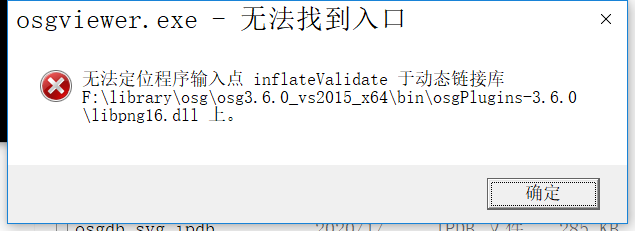 osgviewer.exe - 无法找到入口
无法定位程序输入点 inflateValidate 于动态链接库
F:\library\osg\osg3.6.0_vs2015_x64\bin\osgPlugins-3.6.0
\libpng16.dll 上。
确定